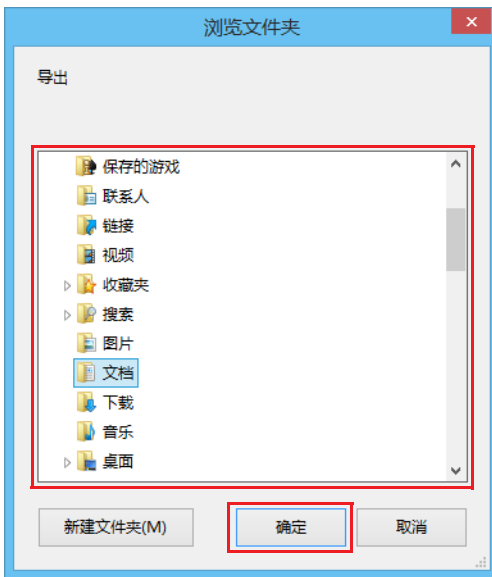 浏览文件夹
导出
保存的游戏
联系人
链接
视频
收藏夹
搜索
图片
文档
下载
音乐
桌面
新建文件夹(M) 确定 取消